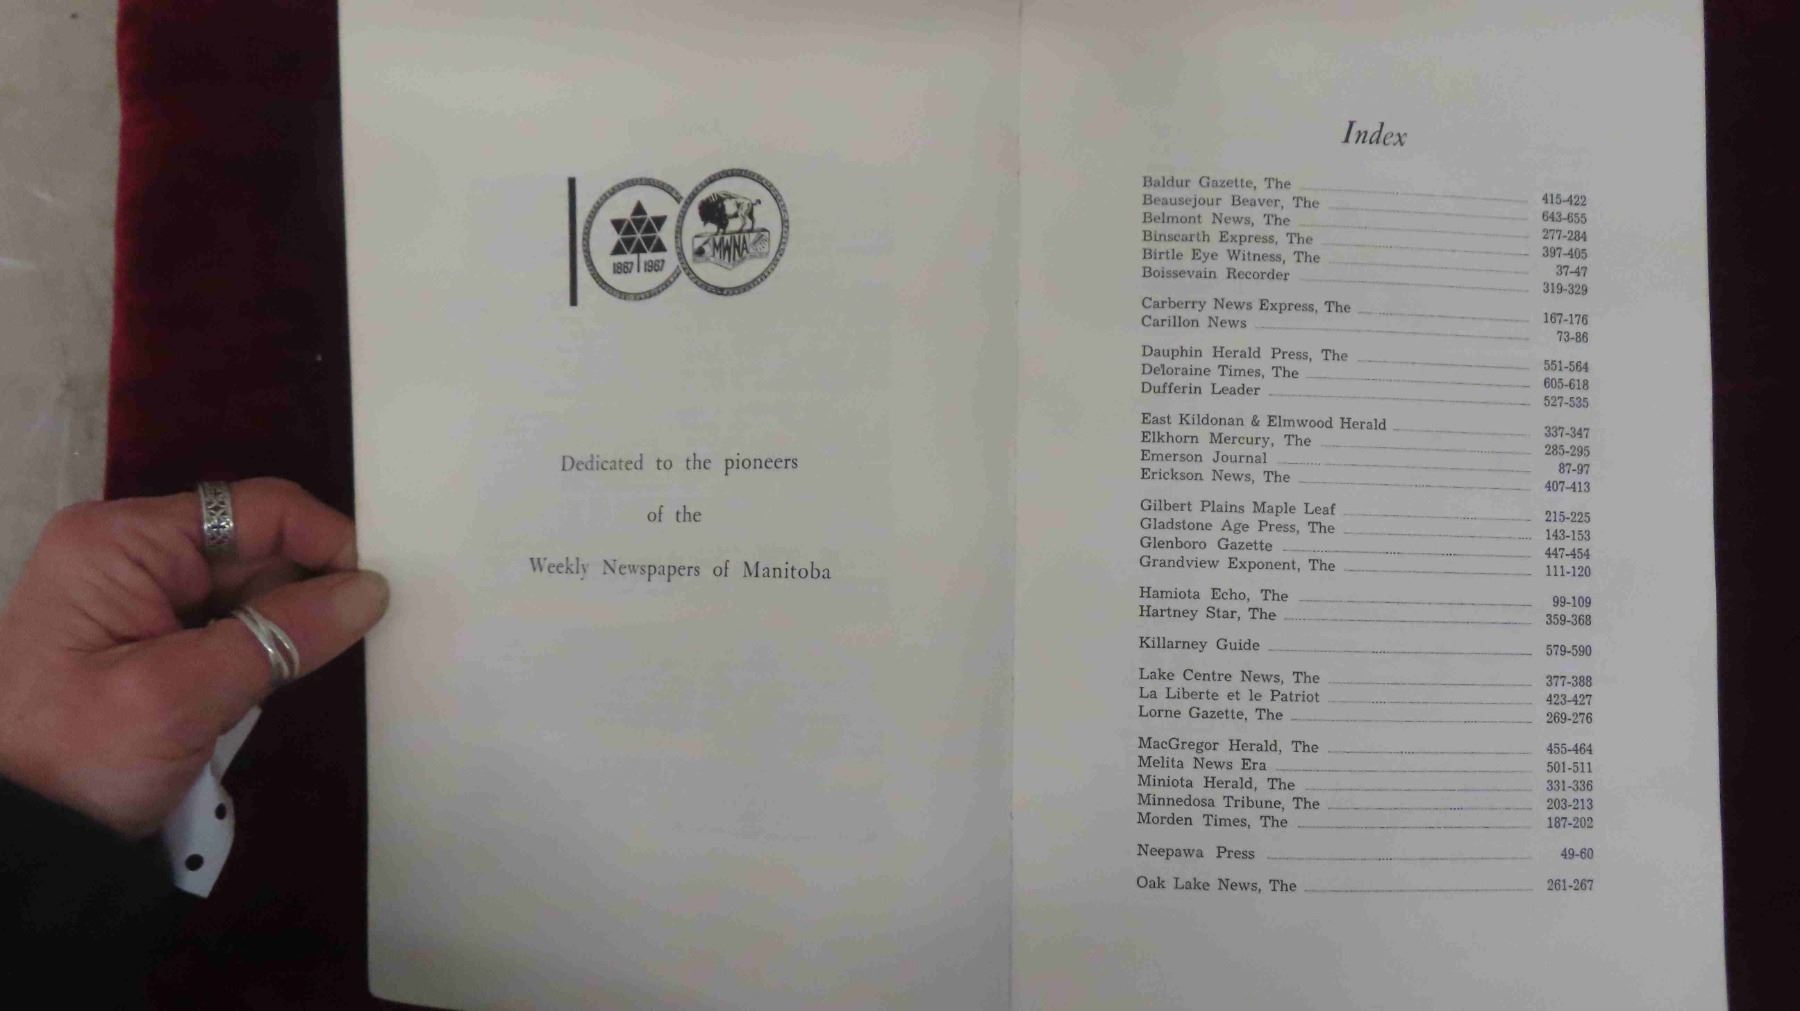 1867 1967
MWNA
Dedicated to the pioneers
of the
Weekly Newspapers of Manitoba
Index
Baldur Gazette, The 415-422
Beausejour Beaver, The 643-655
Belmont News, The 277-284
Binscarth Express, The 397-405
Birtle Eye Witness, The 37-47
Boissevain Recorder 319-329
Carberry News Express, The 167-176
Carillon News 73-86
Dauphin Herald Press, The 551-564
Deloraine Times, The 605-618
Dufferin Leader 527-535
East Kildonan & Elmwood Herald 337-347
Elkhorn Mercury, The 285-295
Emerson Journal 87-97
Erickson News, The 407-413
Gilbert Plains Maple Leaf 215-225
Gladstone Age Press, The 143-153
Glenboro Gazette 447-454
Grandview Exponent, The 111-120
Hamiota Echo, The 99-109
Hartney Star, The 359-368
Killarney Guide 579-590
Lake Centre News, The 377-388
La Liberte et le Patriot 423-427
Lorne Gazette, The 269-276
MacGregor Herald, The 455-464
Melita News Era 501-511
Miniota Herald, The 331-336
Minnedosa Tribune, The 203-213
Morden Times, The 187-202
Neepawa Press 49-60
Oak Lake News, The 261-267